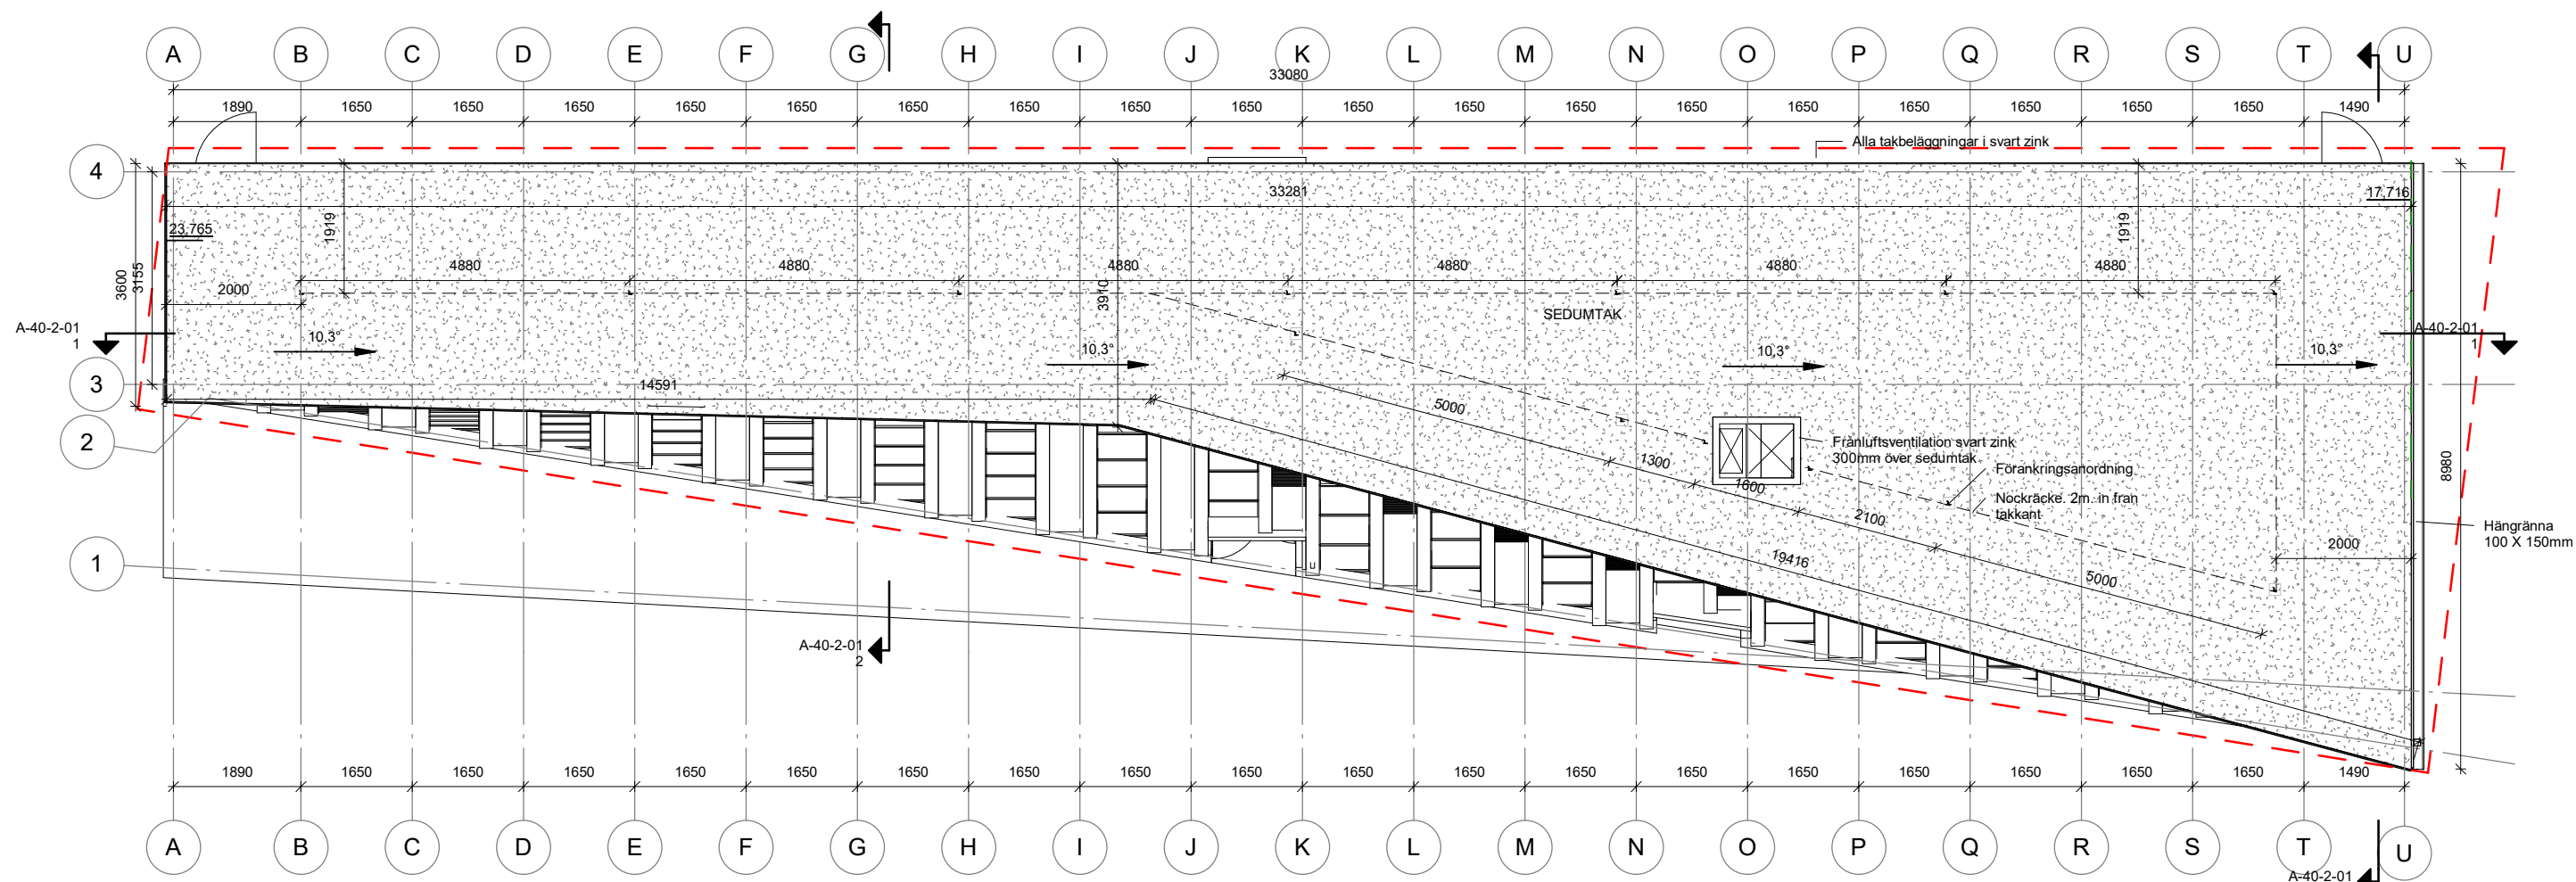 A B C D E F G H I J K L M N O P Q R S T U
33080
1890 1650 1650 1650 1650 1650 1650 1650 1650 1650 1650 1650 1650 1650 1650 1650 1650 1650 1650 1490
Alla takbeläggningar i svart zink
4
33281
17,716
23,765
1919
1919
3600
3155
4880 4880 4880 4880 4880 4880
2000
3910
SEDUMTAK
A-40-2-01
1
A-40-2-01
1
10,3° 10,3° 10,3° 10,3°
3
14591
5000
2
Frånluftsventilation svart zink
300mm över sedumtak
1300
Förankringsanordning
8980
1600
Nockräcke. 2m. in fran
takkant
2100
Hängränna
100 X 150mm
2000
19416
1
5000
A-40-2-01
2
1890 1650 1650 1650 1650 1650 1650 1650 1650 1650 1650 1650 1650 1650 1650 1650 1650 1650 1650 1490
A B C D E F G H I J K L M N O P Q R S T U
A-40-2-01